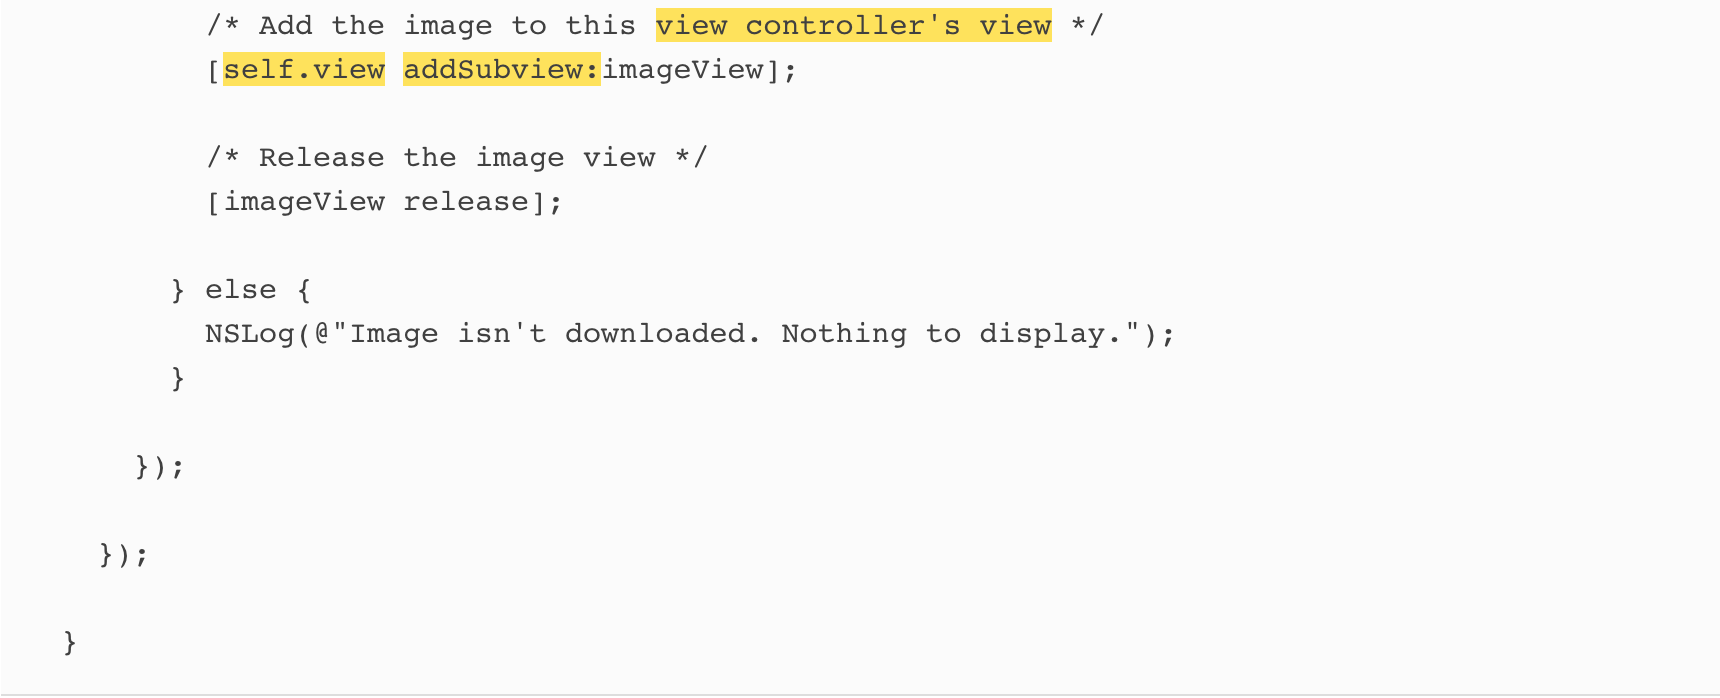 /* Add the image to this view controller's view */
[self.view addSubview:imageView];
/* Release the image view */
[imageView release];
} else {
NSLog(@"Image isn't downloaded. Nothing to display.");
}
});
});
}